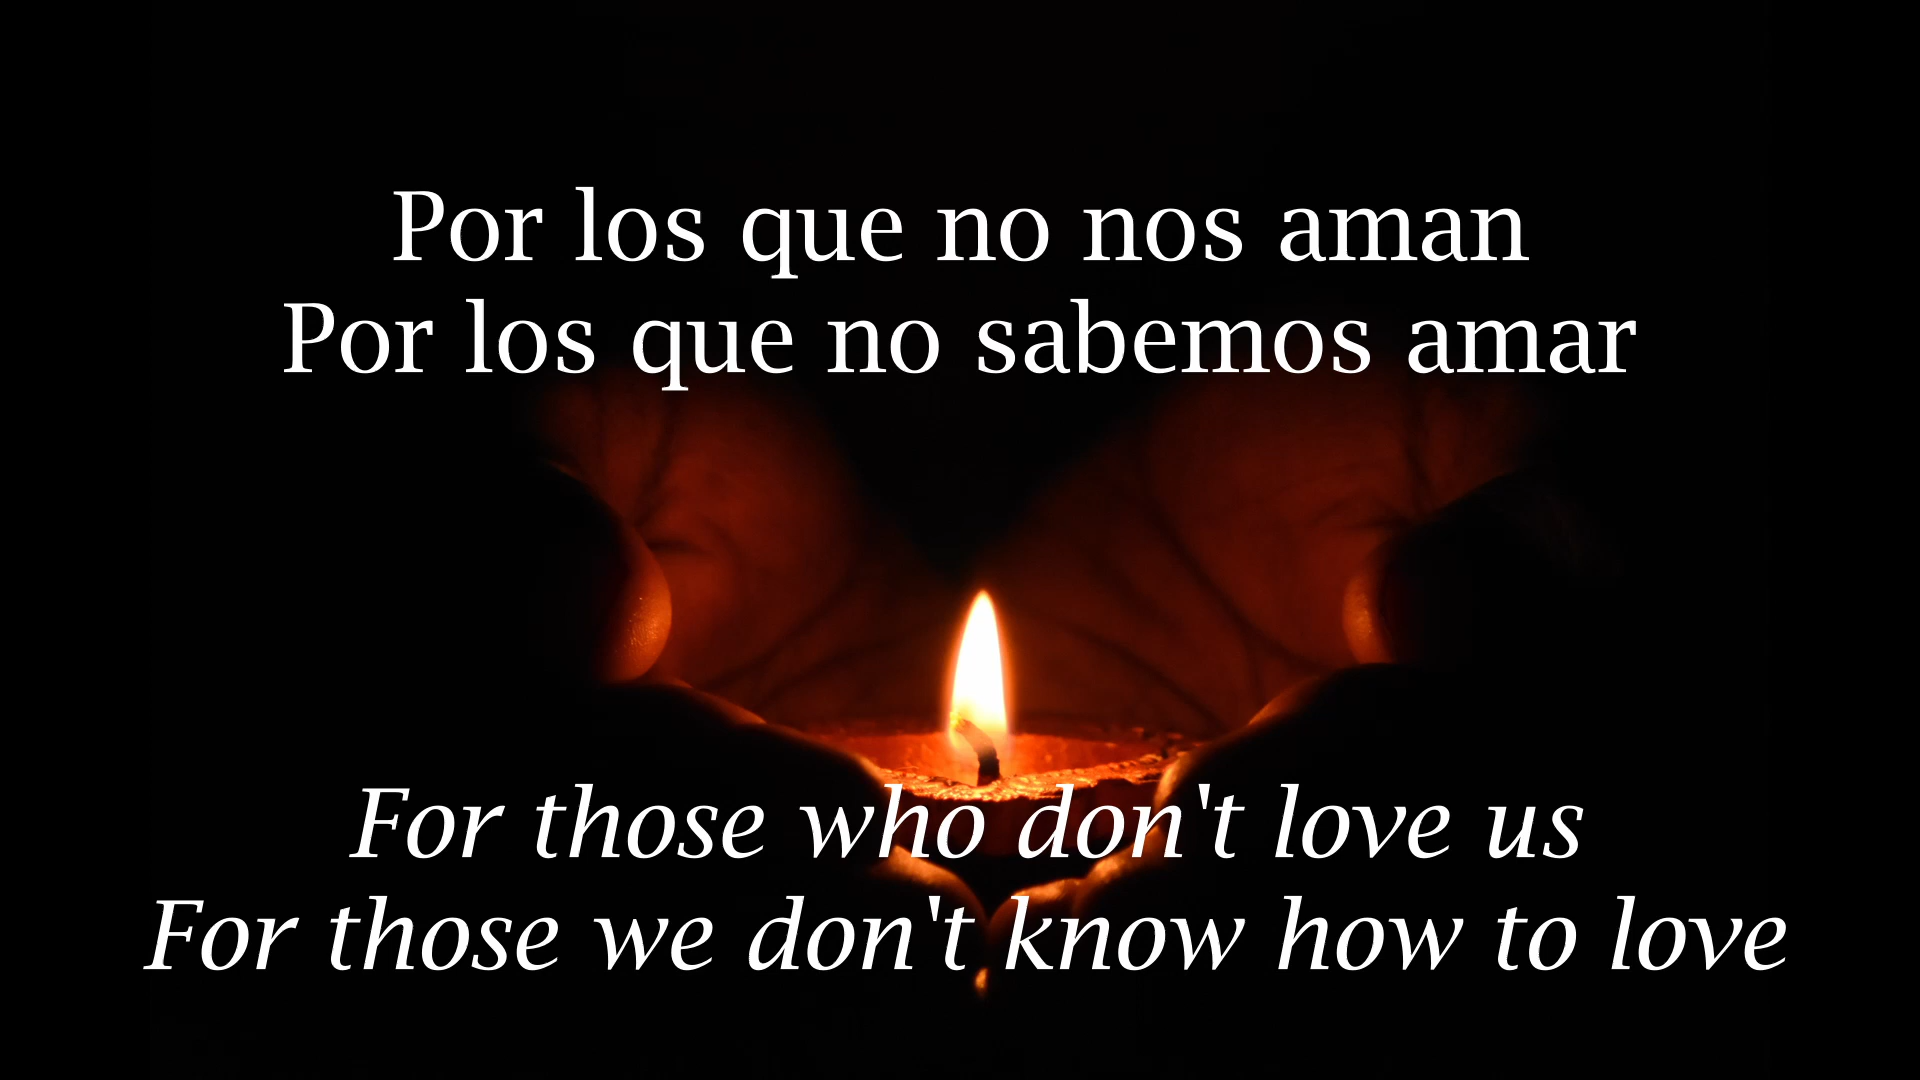 Por los que no nos aman
Por los que no sabemos amar
For those who don't love us
For those we don't know how to love